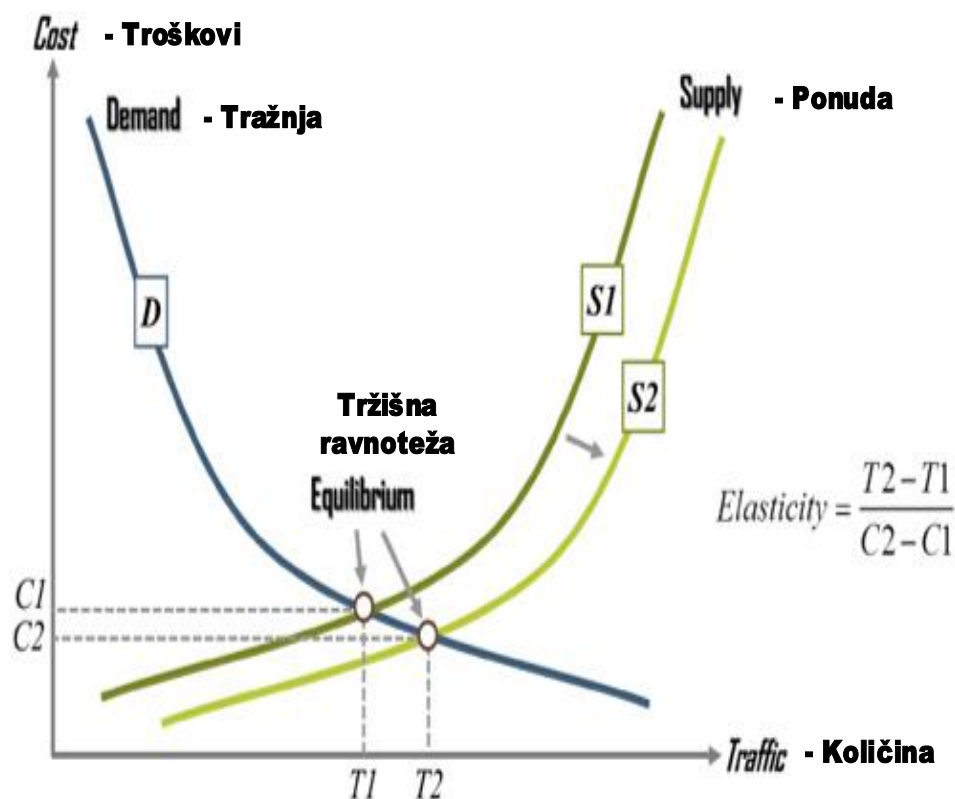 Cost - Troškovi
Demand - Tražnja
Supply - Ponuda
D
S1
S2
Tržišna
ravnoteža
Equilibrium
Elasticity = T2-T1 / C2-C1
C1
C2
T1 T2
Traffic - Količina